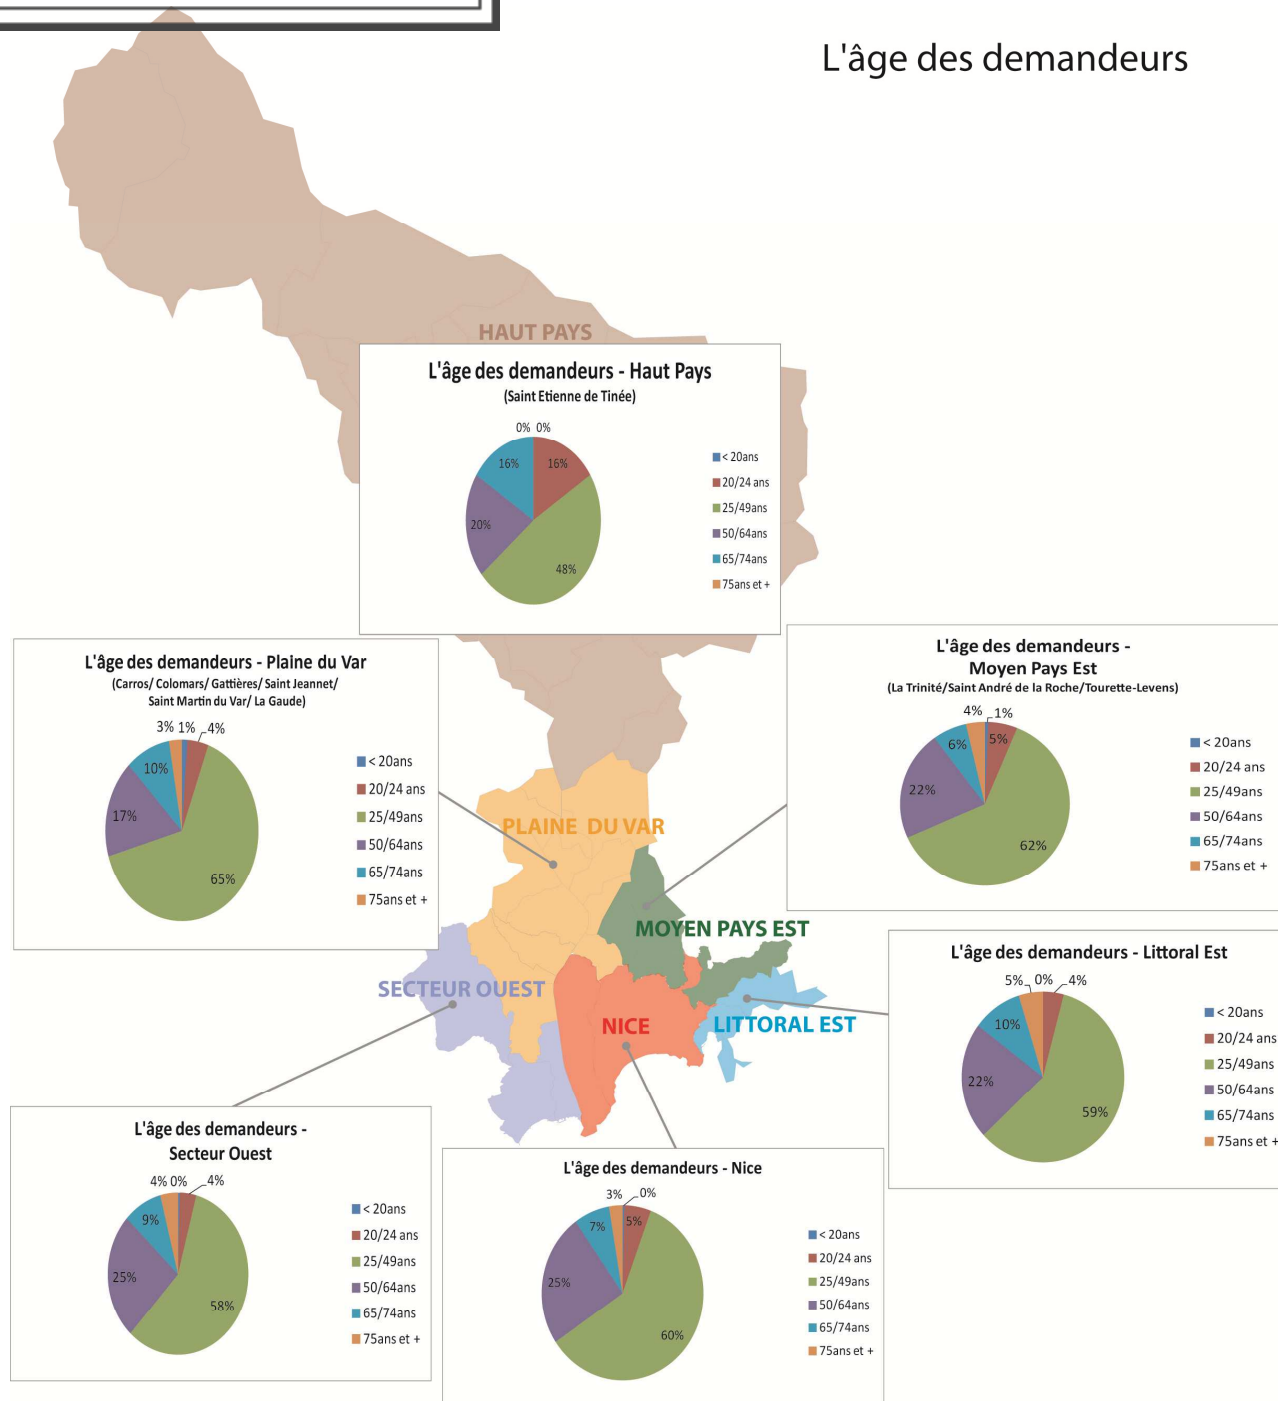 L'âge des demandeurs
HAUT PAYS
L'âge des demandeurs - Haut Pays
(Saint Etienne de Tinée)
0% 0%
16%
16%
20%
48%
< 20ans
20/24 ans
25/49ans
50/64ans
65/74ans
75ans et +
L'âge des demandeurs - Plaine du Var
(Carros/ Colomars/ Gattières/ Saint Jeannet/
Saint Martin du Var/ La Gaude)
3% 1% 4%
10%
17%
65%
< 20ans
20/24 ans
25/49ans
50/64ans
65/74ans
75ans et +
L'âge des demandeurs -
Moyen Pays Est
(La Trinité/Saint André de la Roche/Tourette-Levens)
4% 1%
6% 5%
22%
62%
< 20ans
20/24 ans
25/49ans
50/64ans
65/74ans
75ans et +
PLAINE DU VAR
MOYEN PAYS EST
SECTEUR OUEST
NICE
LITTORAL EST
L'âge des demandeurs - Littoral Est
5% 0% 4%
10%
22%
59%
< 20ans
20/24 ans
25/49ans
50/64ans
65/74ans
75ans et +
L'âge des demandeurs -
Secteur Ouest
4% 0% 4%
9%
25%
58%
< 20ans
20/24 ans
25/49ans
50/64ans
65/74ans
75ans et +
L'âge des demandeurs - Nice
3% 0%
7% 5%
25%
60%
< 20ans
20/24 ans
25/49ans
50/64ans
65/74ans
75ans et +